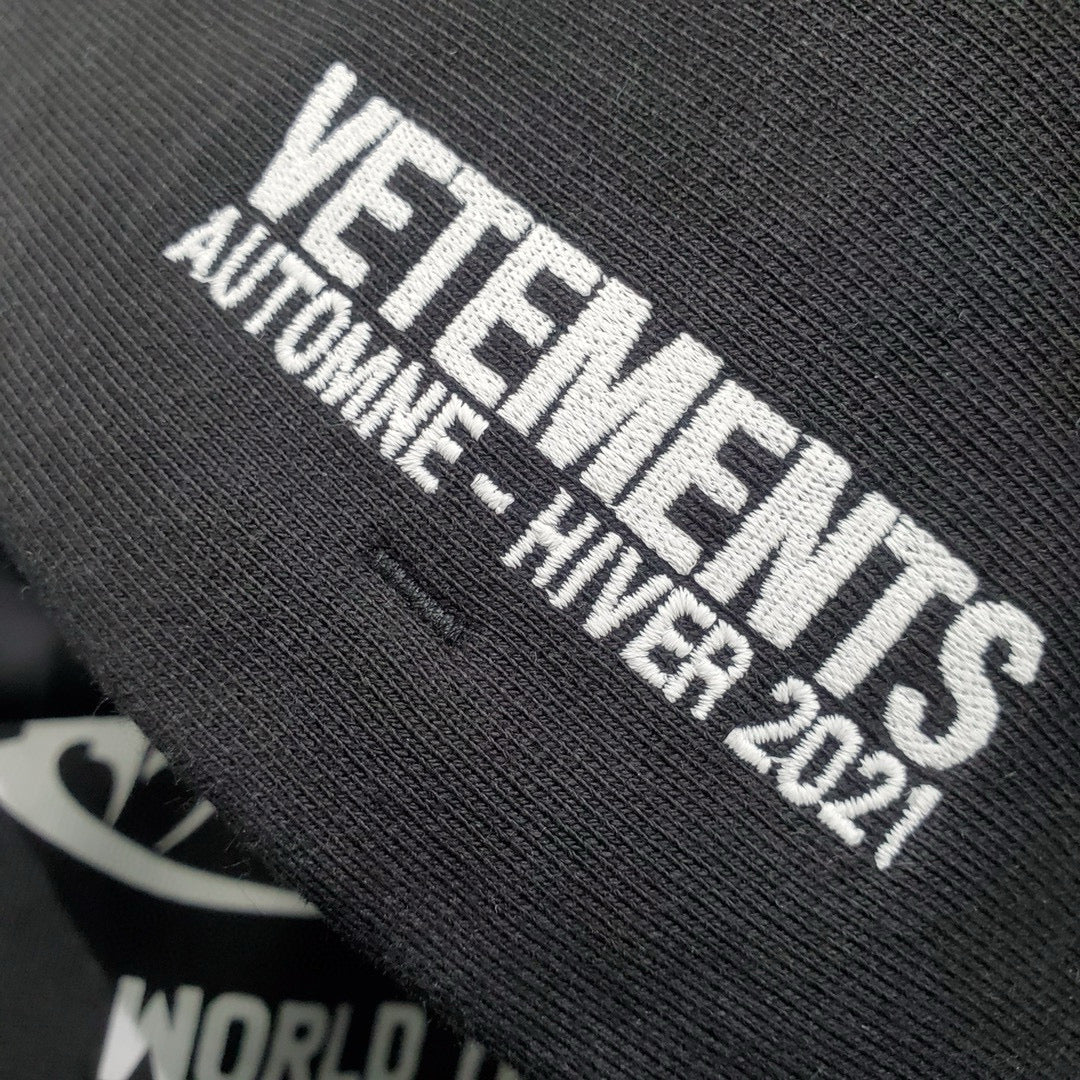 VETEMENTS
AUTOMNE - HIVER 2021
WORLD